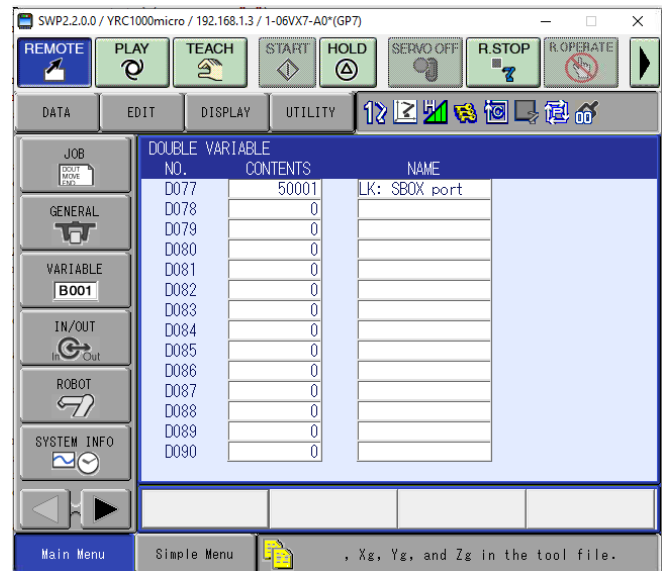 SWP2.2.0.0 / YRC1000micro / 192.168.1.3 / 1-06VX7-A0*(GP7)
REMOTE PLAY TEACH START HOLD SERVO OFF R.STOP R.OPERATE
DATA EDIT DISPLAY UTILITY
JOB
DOUT
MOVE
END
GENERAL
VARIABLE
B001
IN/OUT
In Out
ROBOT
SYSTEM INFO
DOUBLE VARIABLE
NO. CONTENTS NAME
D077 50001 LK: SBOX port
D078 0
D079 0
D080 0
D081 0
D082 0
D083 0
D084 0
D085 0
D086 0
D087 0
D088 0
D089 0
D090 0
Main Menu Simple Menu , Xg, Yg, and Zg in the tool file.